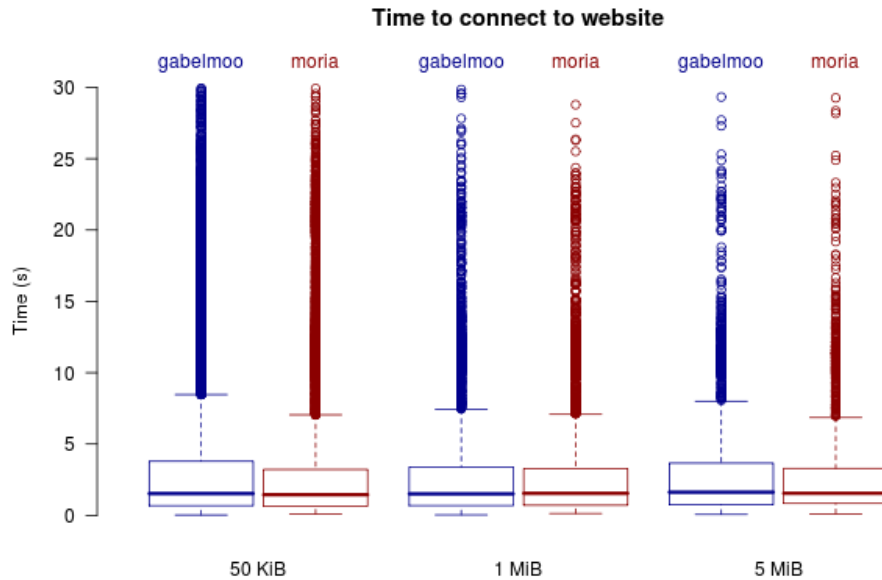 Time to connect to website
gabelmoo moria gabelmoo moria gabelmoo moria
30
25
20
15
10
5
0
Time (s)
50 KiB 1 MiB 5 MiB